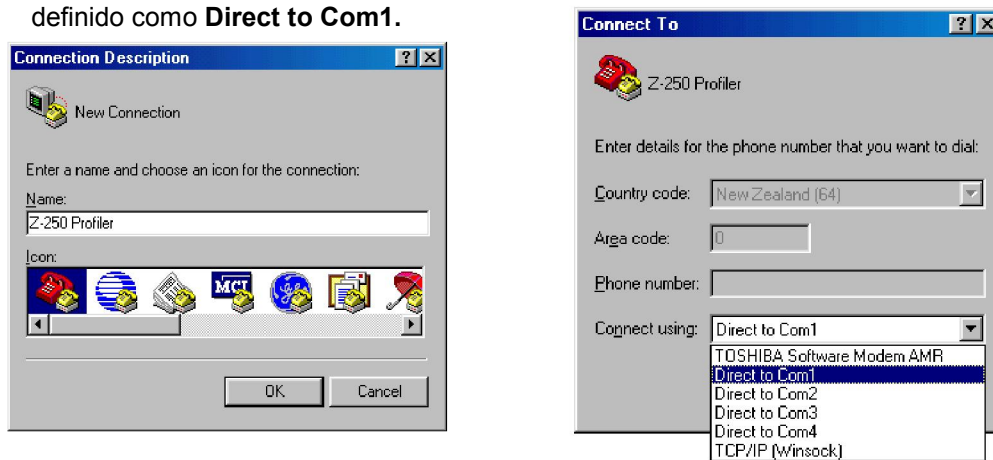 definido como Direct to Com1.
Connection Description
New Connection
Enter a name and choose an icon for the connection:
Name:
Z-250 Profiler
Icon:
MCI
OK
Cancel
Connect To
Z-250 Profiler
Enter details for the phone number that you want to dial:
Country code:
New Zealand (64)
Area code:
0
Phone number:
Connect using:
Direct to Com1
TOSHIBA Software Modem AMR
Direct to Com1
Direct to Com2
Direct to Com3
Direct to Com4
TCP/IP (Winsock)